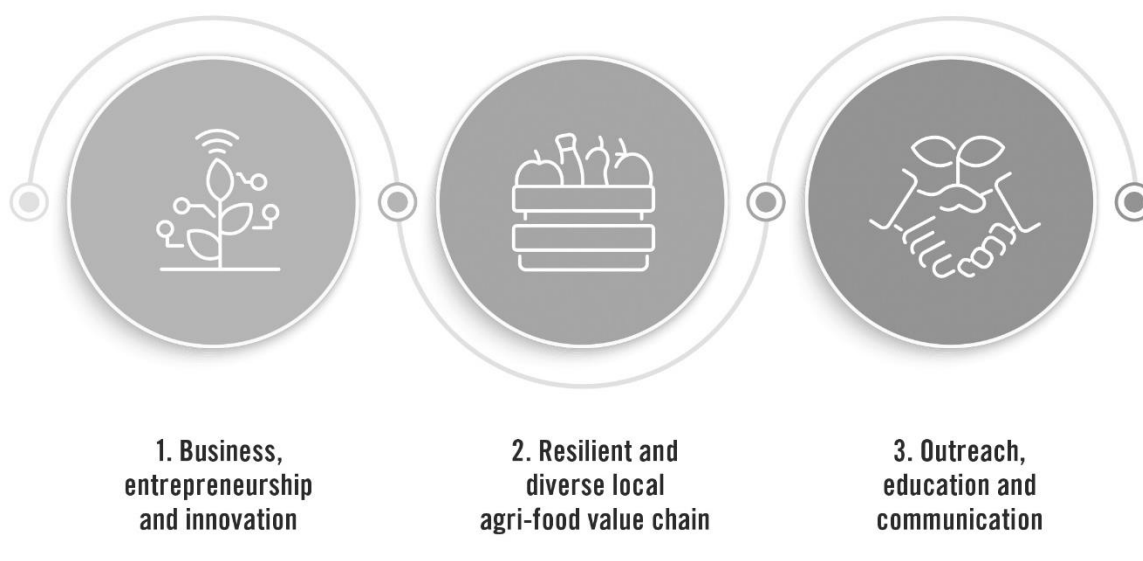 1. Business,
entrepreneurship
and innovation
2. Resilient and
diverse local
agri-food value chain
3. Outreach,
education and
communication